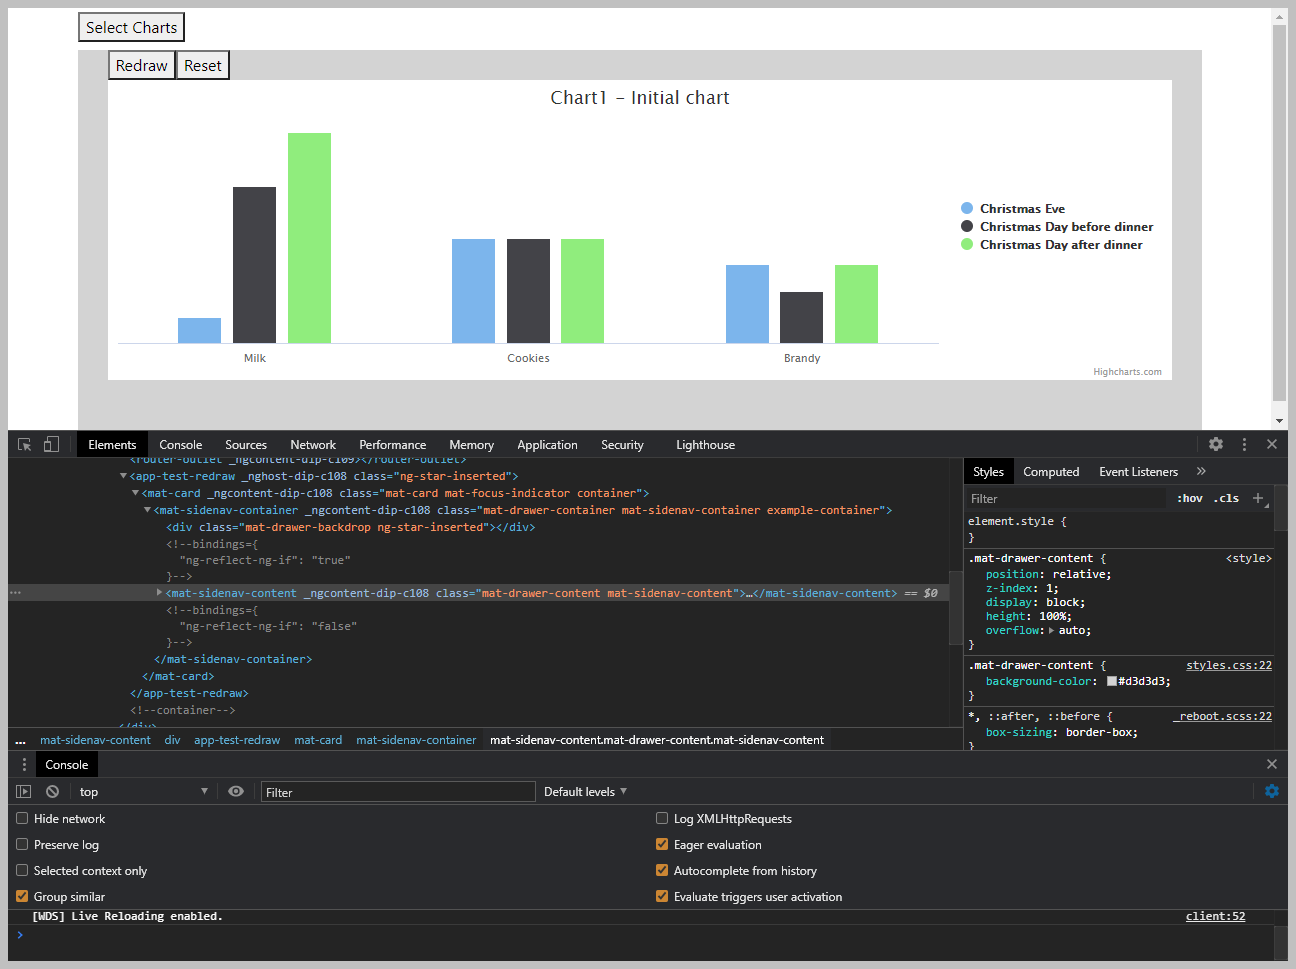 Select Charts
Redraw Reset
Chart1 - Initial chart
Christmas Eve
Christmas Day before dinner
Christmas Day after dinner
Milk Cookies Brandy
Highcharts.com
Elements Console Sources Network Performance Memory Application Security Lighthouse
<router-outlet _ngcontent-dip-c109></router-outlet>
<app-test-redraw _nghost-dip-c108 class="ng-star-inserted">
<mat-card _ngcontent-dip-c108 class="mat-card mat-focus-indicator container">
<mat-sidenav-container _ngcontent-dip-c108 class="mat-drawer-container mat-sidenav-container example-container">
<div class="mat-drawer-backdrop ng-star-inserted"></div>
<!--bindings={
"ng-reflect-ng-if": "true"
}-->
<mat-sidenav-content _ngcontent-dip-c108 class="mat-drawer-content mat-sidenav-content">…</mat-sidenav-content> == $0
<!--bindings={
"ng-reflect-ng-if": "false"
}-->
</mat-sidenav-container>
</mat-card>
</app-test-redraw>
<!--container-->
</div>
... mat-sidenav-content div app-test-redraw mat-card mat-sidenav-container mat-sidenav-content.mat-drawer-content.mat-sidenav-content
Styles Computed Event Listeners »
Filter :hov .cls +
element.style {
}
.mat-drawer-content { <style>
position: relative;
z-index: 1;
display: block;
height: 100%;
overflow: auto;
}
.mat-drawer-content { styles.css:22
background-color: #d3d3d3;
}
*, ::after, ::before { _reboot.scss:22
box-sizing: border-box;
}
Console
top Filter Default levels
Hide network Log XMLHttpRequests
Preserve log Eager evaluation
Selected context only Autocomplete from history
Group similar Evaluate triggers user activation
[WDS] Live Reloading enabled. client:52